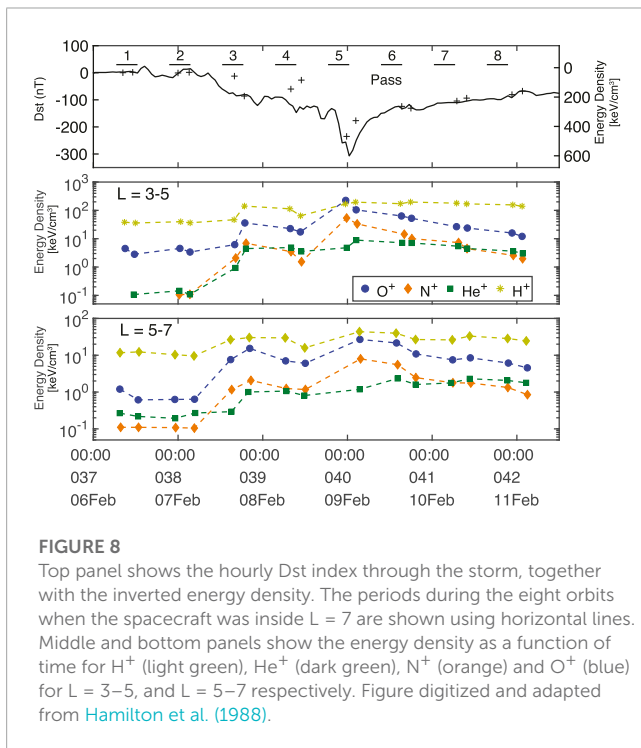 1 2 3 4 5 6 7 8
Pass
100
0
-100
-200
-300
Dst (nT)
0
200
400
600
Energy Density
[keV/cm³]
L = 3-5
10³
10²
10¹
10⁰
10⁻¹
Energy Density
[keV/cm³]
O⁺ N⁺ He⁺ H⁺
L = 5-7
10²
10¹
10⁰
10⁻¹
Energy Density
[keV/cm³]
00:00 00:00 00:00 00:00 00:00 00:00
037 038 039 040 041 042
06Feb 07Feb 08Feb 09Feb 10Feb 11Feb
FIGURE 8
Top panel shows the hourly Dst index through the storm, together
with the inverted energy density. The periods during the eight orbits
when the spacecraft was inside L = 7 are shown using horizontal lines.
Middle and bottom panels show the energy density as a function of
time for H⁺ (light green), He⁺ (dark green), N⁺ (orange) and O⁺ (blue)
for L = 3–5, and L = 5–7 respectively. Figure digitized and adapted
from Hamilton et al. (1988).